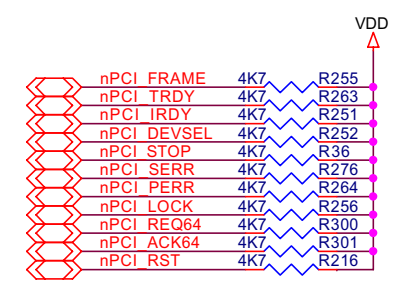 VDD
nPCI_FRAME 4K7 R255
nPCI_TRDY 4K7 R263
nPCI_IRDY 4K7 R251
nPCI_DEVSEL 4K7 R252
nPCI_STOP 4K7 R36
nPCI_SERR 4K7 R276
nPCI_PERR 4K7 R264
nPCI_LOCK 4K7 R256
nPCI_REQ64 4K7 R300
nPCI_ACK64 4K7 R301
nPCI_RST 4K7 R216